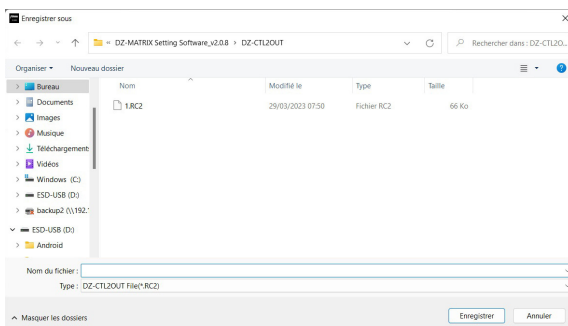 Enregistrer sous
« DZ-MATRIX Setting Software_v2.0.8 > DZ-CTL2OUT
Rechercher dans : DZ-CTL2O...
Organiser
Nouveau dossier
Nom
Modifié le
Type
Taille
1.RC2
29/03/2023 07:50
Fichier RC2
66 Ko
Bureau
Documents
Images
Musique
Téléchargements
Vidéos
Windows (C:)
ESD-USB (D:)
backup2 (\\192.1
ESD-USB (D:)
Android
Nom du fichier :
Type : DZ-CTL2OUT File(*.RC2)
Masquer les dossiers
Enregistrer
Annuler